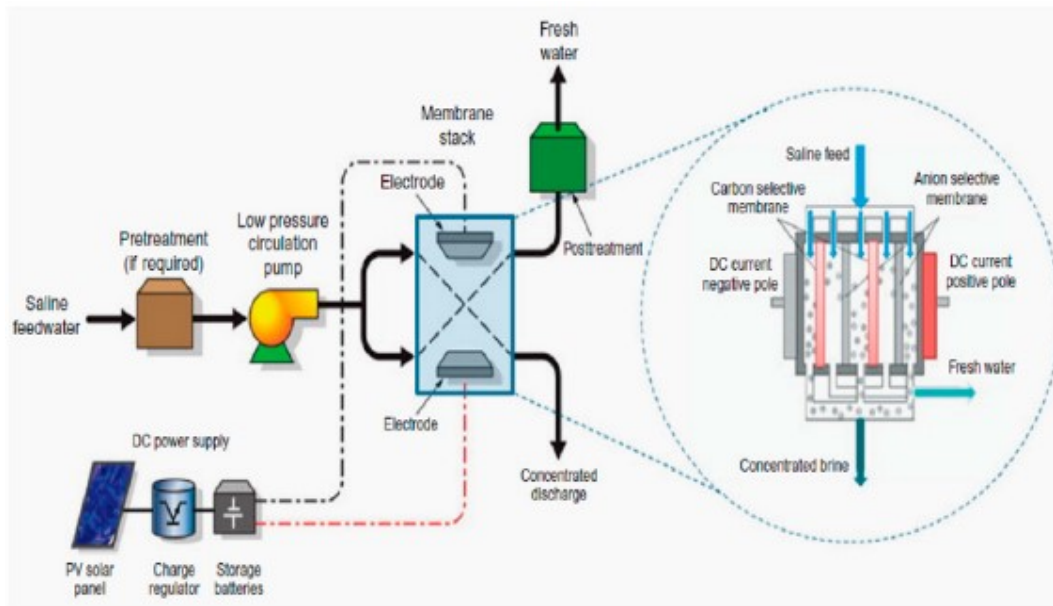 Fresh
water
Membrane
stack
Electrode
Low pressure
circulation
pump
Pretreatment
(if required)
Saline
feedwater
Posttreatment
Electrode
Concentrated
discharge
DC power supply
PV solar
panel
Charge
regulator
Storage
batteries
Saline feed
Carbon selective
membrane
Anion selective
membrane
DC current
negative pole
DC current
positive pole
Fresh water
Concentrated brine